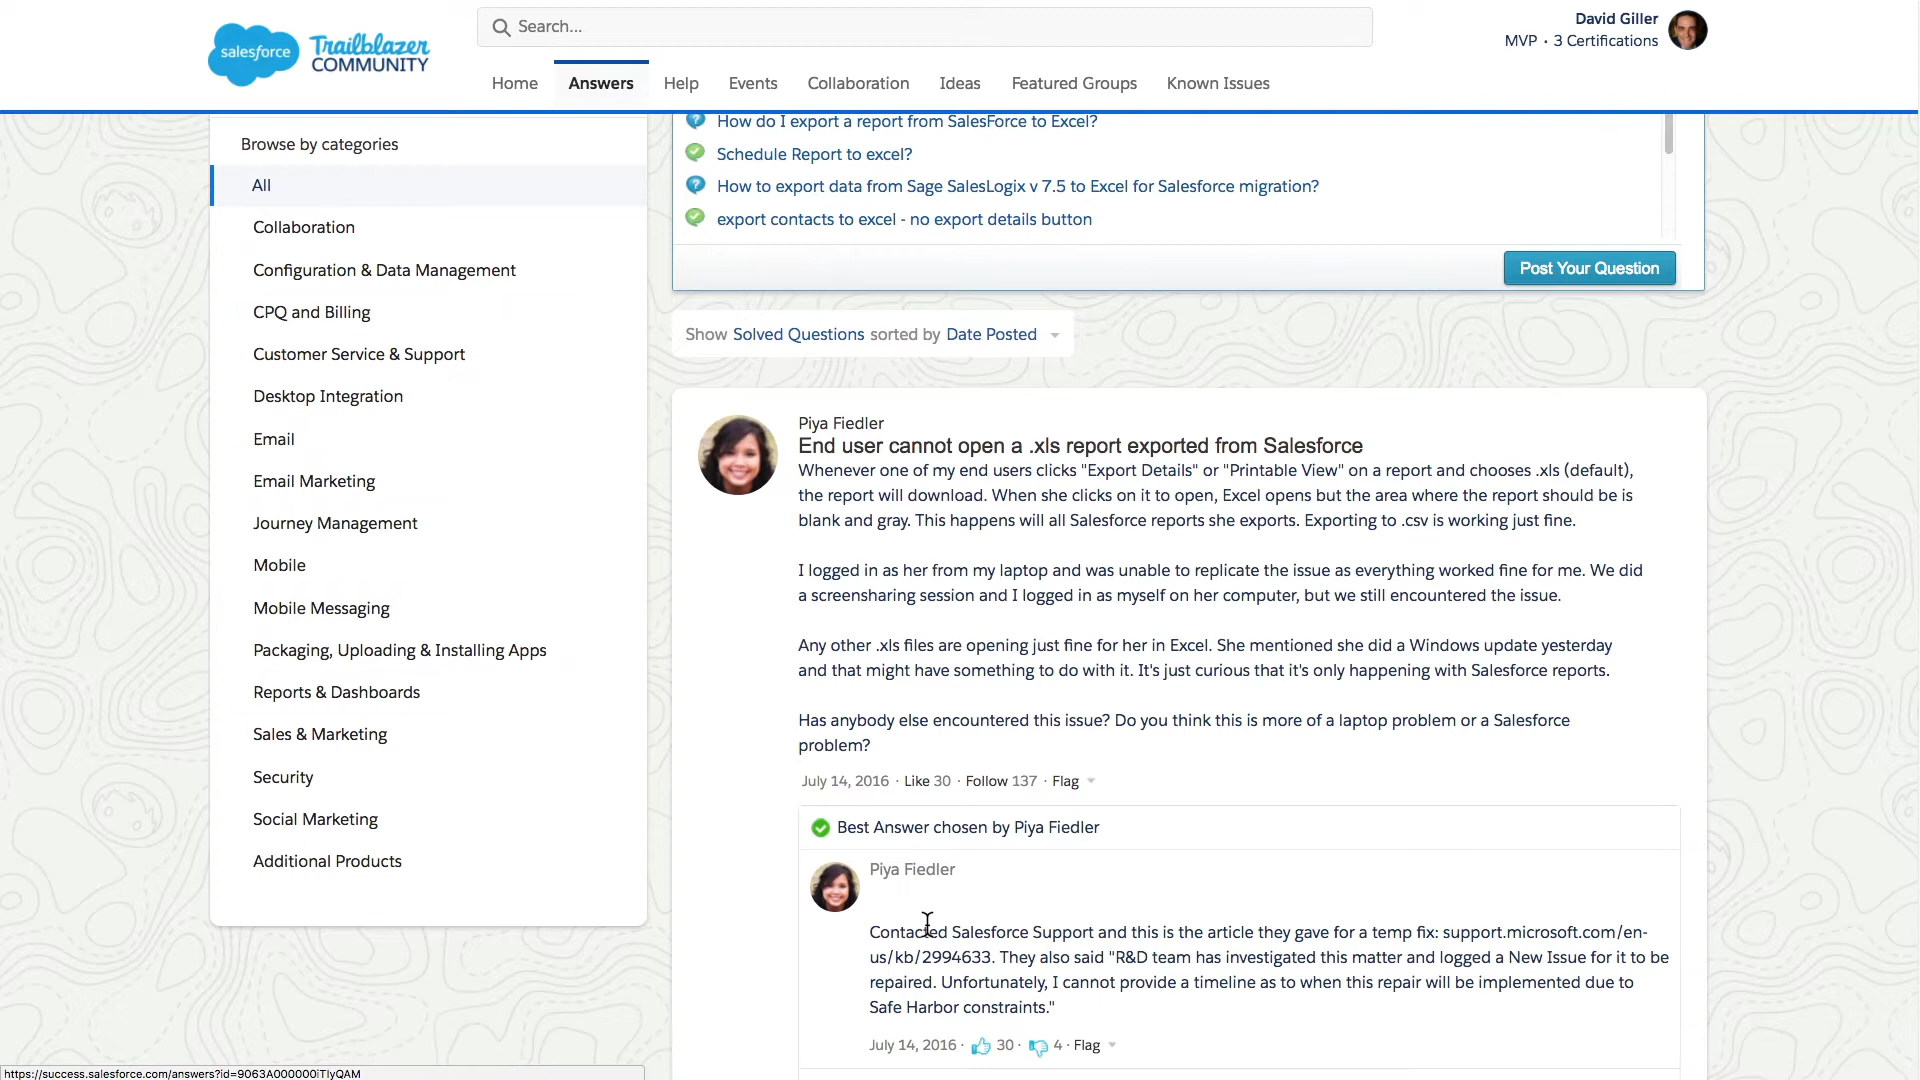 salesforce
Trailblazer
COMMUNITY
Search...
David Giller
MVP · 3 Certifications
Home
Answers
Help
Events
Collaboration
Ideas
Featured Groups
Known Issues
Browse by categories
All
Collaboration
Configuration & Data Management
CPQ and Billing
Customer Service & Support
Desktop Integration
Email
Email Marketing
Journey Management
Mobile
Mobile Messaging
Packaging, Uploading & Installing Apps
Reports & Dashboards
Sales & Marketing
Security
Social Marketing
Additional Products
How do I export a report from SalesForce to Excel?
Schedule Report to excel?
How to export data from Sage SalesLogix v 7.5 to Excel for Salesforce migration?
export contacts to excel - no export details button
Post Your Question
Show Solved Questions sorted by Date Posted
Piya Fiedler
End user cannot open a .xls report exported from Salesforce
Whenever one of my end users clicks "Export Details" or "Printable View" on a report and chooses .xls (default),
the report will download. When she clicks on it to open, Excel opens but the area where the report should be is
blank and gray. This happens will all Salesforce reports she exports. Exporting to .csv is working just fine.
I logged in as her from my laptop and was unable to replicate the issue as everything worked fine for me. We did
a screensharing session and I logged in as myself on her computer, but we still encountered the issue.
Any other .xls files are opening just fine for her in Excel. She mentioned she did a Windows update yesterday
and that might have something to do with it. It's just curious that it's only happening with Salesforce reports.
Has anybody else encountered this issue? Do you think this is more of a laptop problem or a Salesforce
problem?
July 14, 2016 · Like 30 · Follow 137 · Flag
Best Answer chosen by Piya Fiedler
Piya Fiedler
Contacted Salesforce Support and this is the article they gave for a temp fix: support.microsoft.com/en-
us/kb/2994633. They also said "R&D team has investigated this matter and logged a New Issue for it to be
repaired. Unfortunately, I cannot provide a timeline as to when this repair will be implemented due to
Safe Harbor constraints."
July 14, 2016 · 30 · 4 · Flag
https://success.salesforce.com/answers?id=9063A000000iTIyQAM